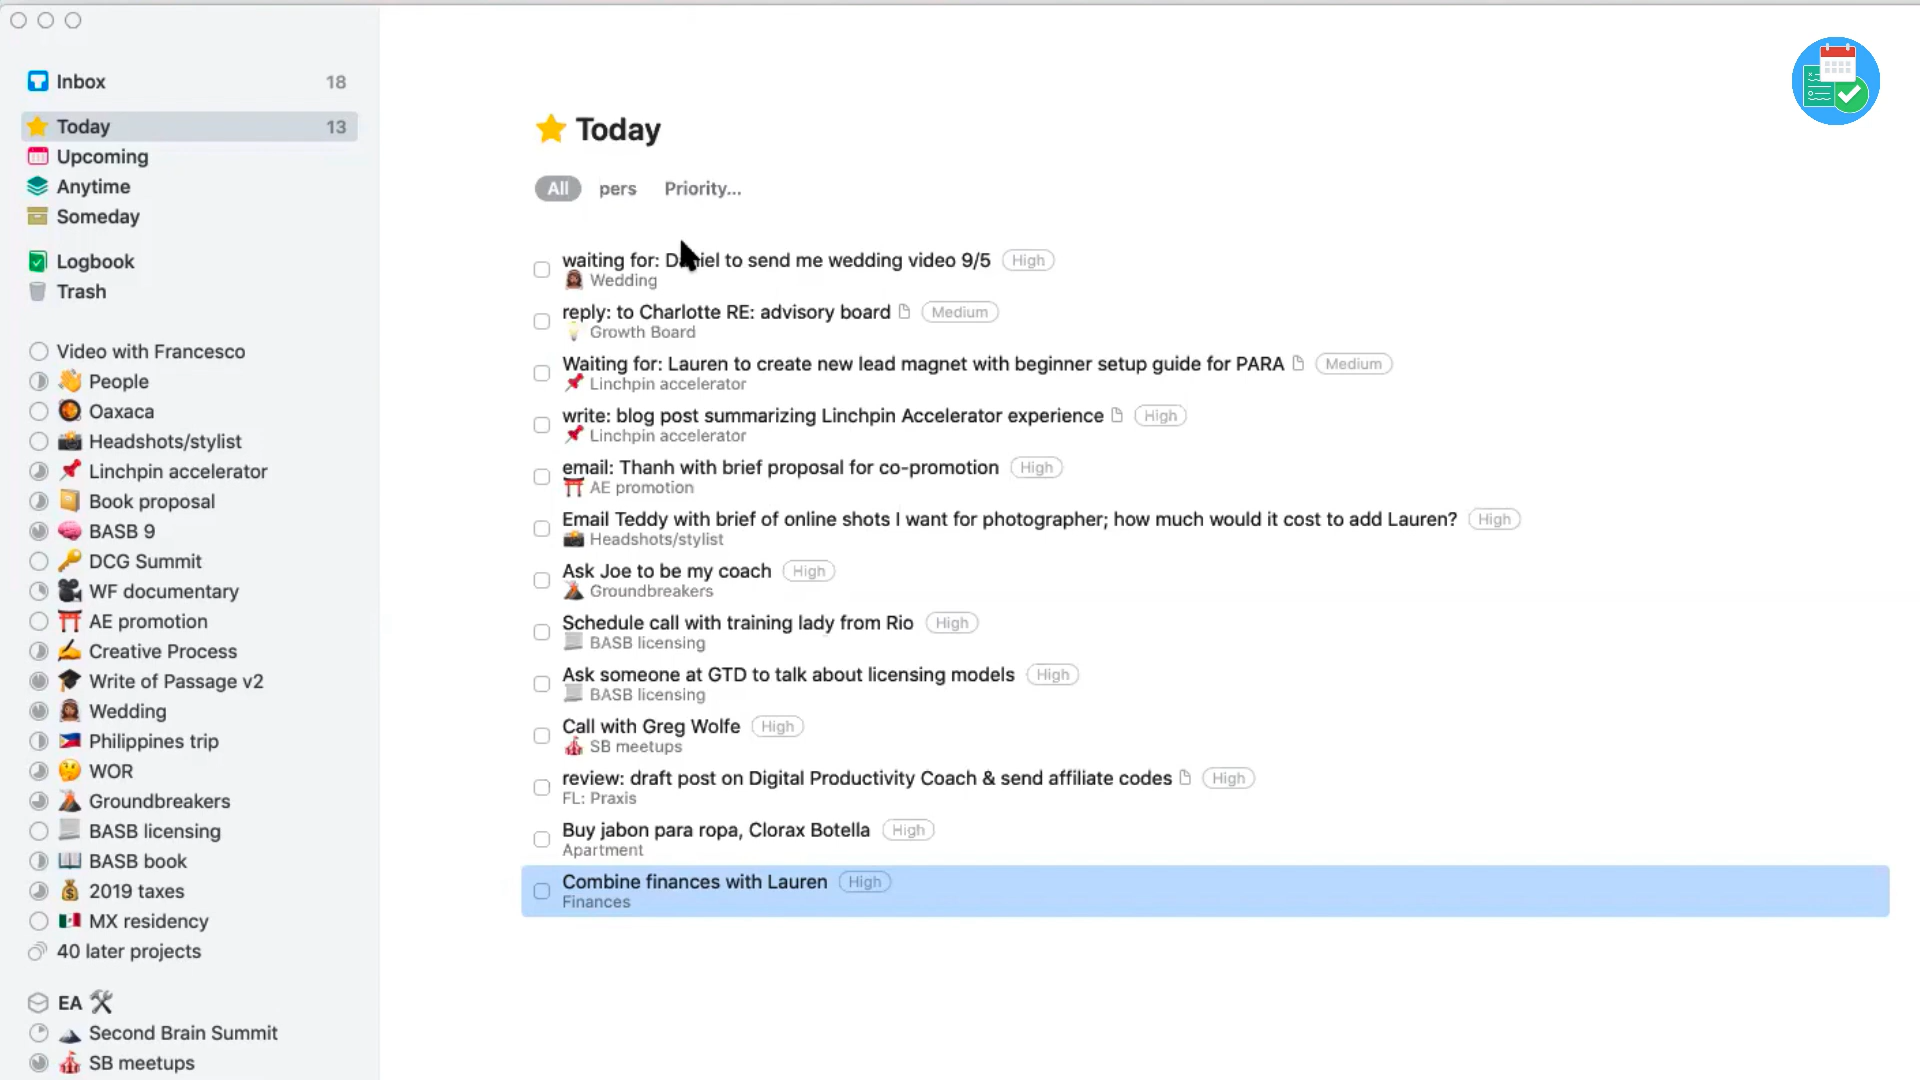 Inbox 18
Today 13
Upcoming
Anytime
Someday
Logbook
Trash
Video with Francesco
People
Oaxaca
Headshots/stylist
Linchpin accelerator
Book proposal
BASB 9
DCG Summit
WF documentary
AE promotion
Creative Process
Write of Passage v2
Wedding
Philippines trip
WOR
Groundbreakers
BASB licensing
BASB book
2019 taxes
MX residency
40 later projects
EA
Second Brain Summit
SB meetups
Today
All pers Priority...
waiting for: Daniel to send me wedding video 9/5 High
Wedding
reply: to Charlotte RE: advisory board Medium
Growth Board
Waiting for: Lauren to create new lead magnet with beginner setup guide for PARA Medium
Linchpin accelerator
write: blog post summarizing Linchpin Accelerator experience High
Linchpin accelerator
email: Thanh with brief proposal for co-promotion High
AE promotion
Email Teddy with brief of online shots I want for photographer; how much would it cost to add Lauren? High
Headshots/stylist
Ask Joe to be my coach High
Groundbreakers
Schedule call with training lady from Rio High
BASB licensing
Ask someone at GTD to talk about licensing models High
BASB licensing
Call with Greg Wolfe High
SB meetups
review: draft post on Digital Productivity Coach & send affiliate codes High
FL: Praxis
Buy jabon para ropa, Clorax Botella High
Apartment
Combine finances with Lauren High
Finances